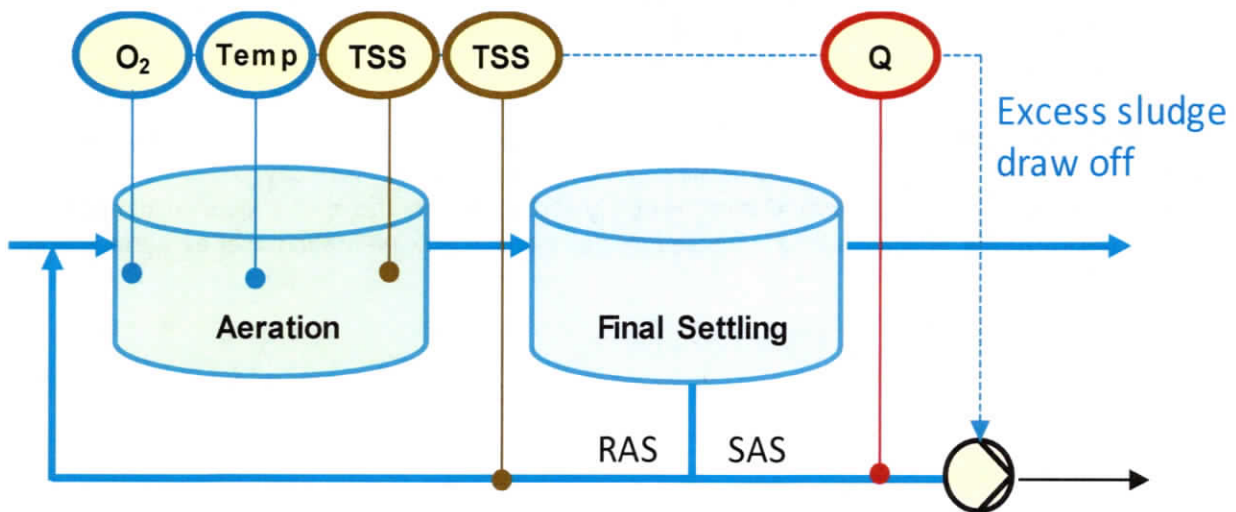 O₂
Temp
TSS
TSS
Q
Excess sludge
draw off
Aeration
Final Settling
RAS
SAS